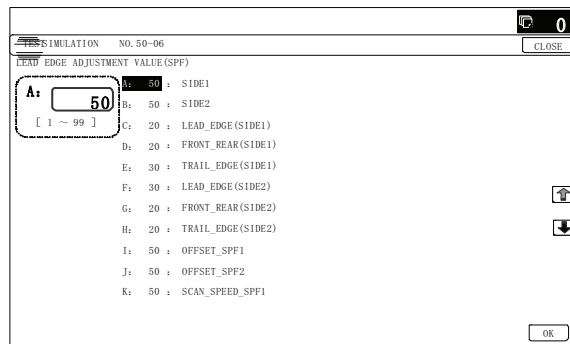 0
TEST SIMULATION NO.50-06
CLOSE
LEAD EDGE ADJUSTMENT VALUE(SPF)
A: 50
[ 1 ~ 99 ]
A: 50 : SIDE1
B: 50 : SIDE2
C: 20 : LEAD_EDGE(SIDE1)
D: 20 : FRONT_REAR(SIDE1)
E: 30 : TRAIL_EDGE(SIDE1)
F: 30 : LEAD_EDGE(SIDE2)
G: 20 : FRONT_REAR(SIDE2)
H: 20 : TRAIL_EDGE(SIDE2)
I: 50 : OFFSET_SPF1
J: 50 : OFFSET_SPF2
K: 50 : SCAN_SPEED_SPF1
OK